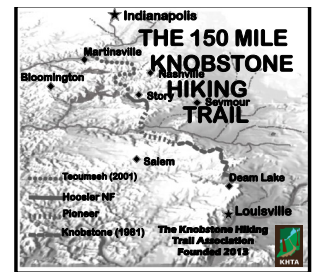 Indianapolis
THE 150 MILE
Martinsville
KNOBSTONE
Bloomington
Nashville
HIKING
Story
Seymour
TRAIL
Salem
Tecumseh (2001)
Deam Lake
Hoosier NF
Pioneer
Louisville
Knobstone (1981)
The Knobstone Hiking
Trail Association
Founded 2013
KHTA